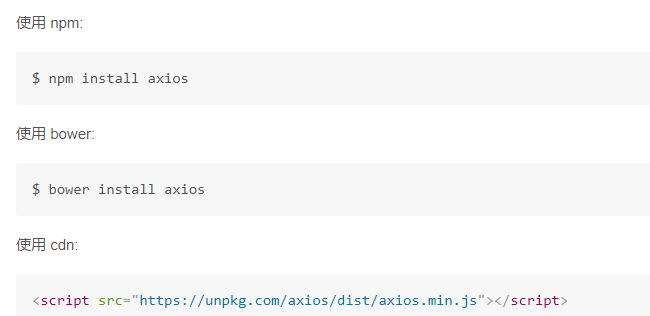 使用 npm:
$ npm install axios
使用 bower:
$ bower install axios
使用 cdn:
<script src="https://unpkg.com/axios/dist/axios.min.js"></script>